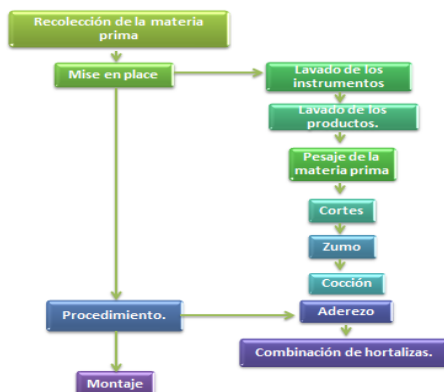 Recolección de la materia
prima
Mise en place
Lavado de los
instrumentos
Lavado de los
productos.
Pesaje de la
materia prima
Cortes
Zumo
Cocción
Procedimiento.
Aderezo
Combinación de hortalizas.
Montaje